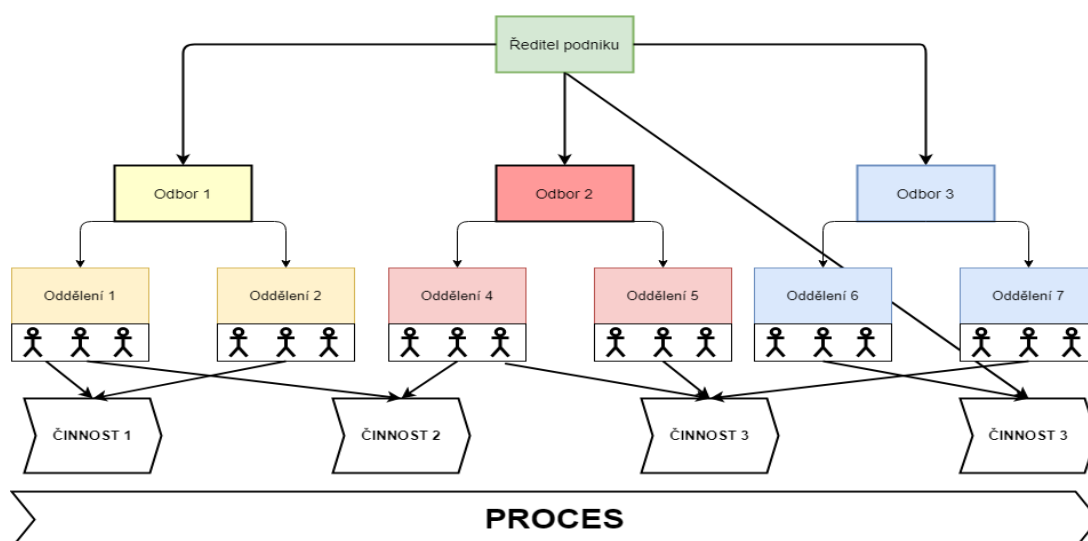 Ředitel podniku
Odbor 1
Odbor 2
Odbor 3
Oddělení 1
Oddělení 2
Oddělení 4
Oddělení 5
Oddělení 6
Oddělení 7
ČINNOST 1
ČINNOST 2
ČINNOST 3
ČINNOST 3
PROCES